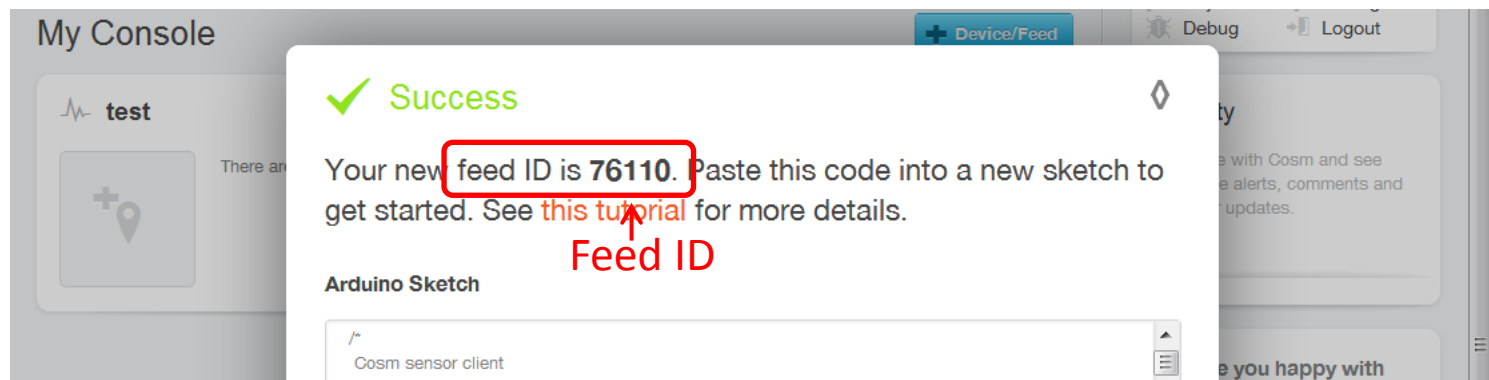 My Console
Device/Feed
Debug
Logout
test
There are
Success
Your new feed ID is 76110. Paste this code into a new sketch to
get started. See this tutorial for more details.
Feed ID
Arduino Sketch
/*
Cosm sensor client
ty
with Cosm and see
e alerts, comments and
updates.
e you happy with